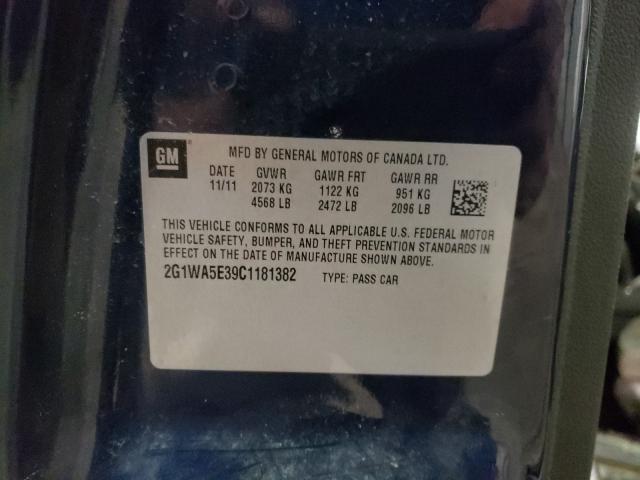 GM
MFD BY GENERAL MOTORS OF CANADA LTD.
DATE GVWR GAWR FRT GAWR RR
11/11 2073 KG 1122 KG 951 KG
4568 LB 2472 LB 2096 LB
THIS VEHICLE CONFORMS TO ALL APPLICABLE U.S. FEDERAL MOTOR
VEHICLE SAFETY, BUMPER, AND THEFT PREVENTION STANDARDS IN
EFFECT ON THE DATE OF MANUFACTURE SHOWN ABOVE.
2G1WA5E39C1181382 TYPE: PASS CAR